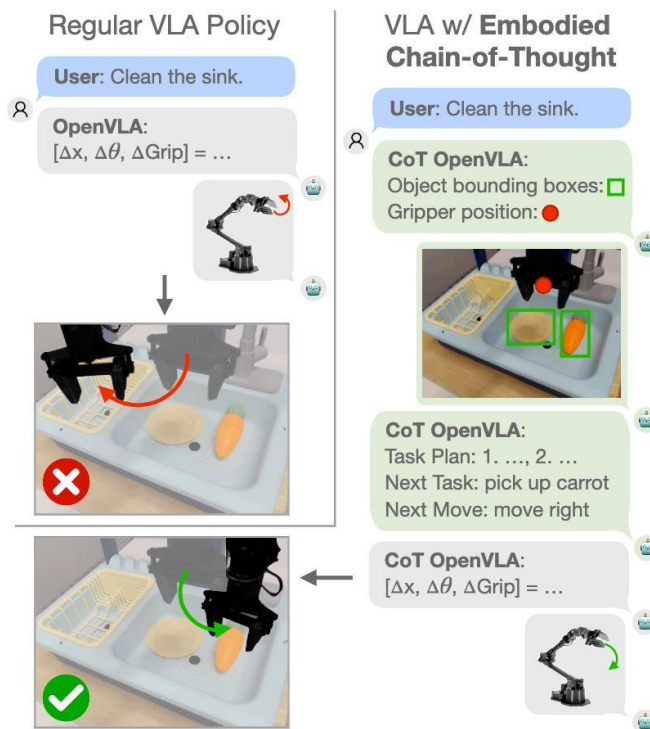 Regular VLA Policy
User: Clean the sink.
OpenVLA:
[Δx, Δθ, ΔGrip] = …
VLA w/ Embodied
Chain-of-Thought
User: Clean the sink.
CoT OpenVLA:
Object bounding boxes:
Gripper position:
CoT OpenVLA:
Task Plan: 1. …, 2. …
Next Task: pick up carrot
Next Move: move right
CoT OpenVLA:
[Δx, Δθ, ΔGrip] = …